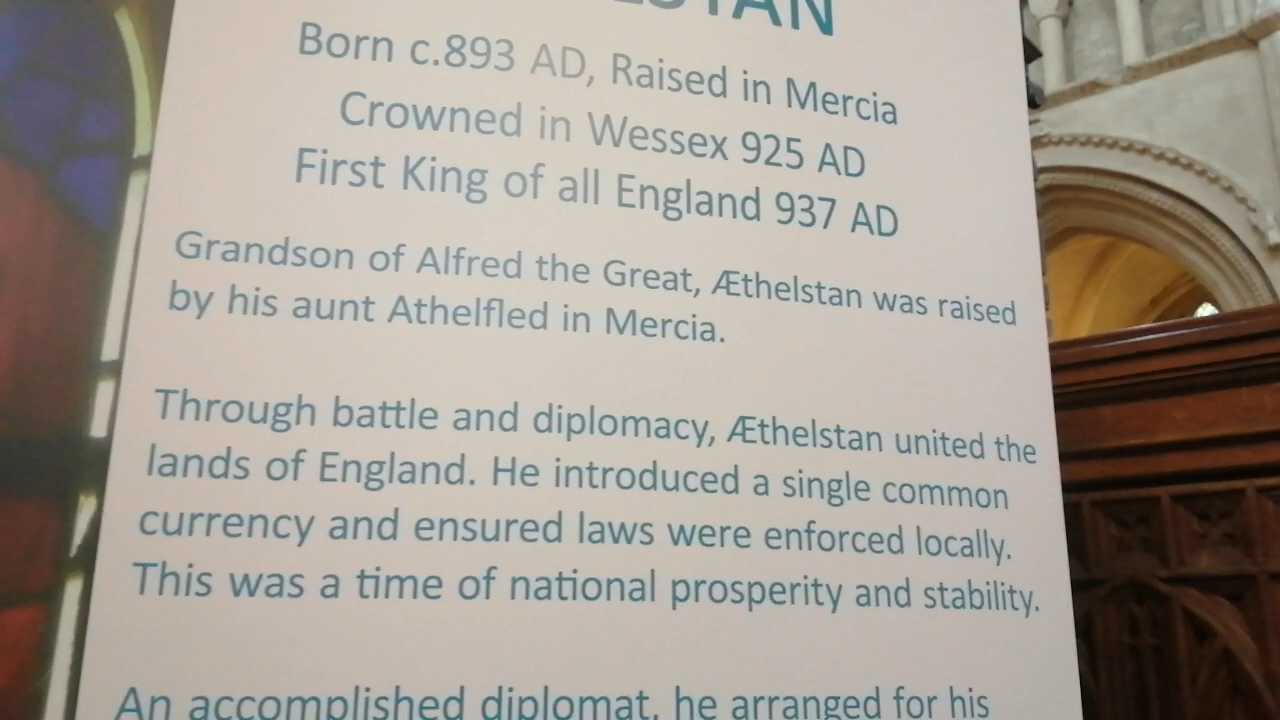 Born c.893 AD, Raised in Mercia
Crowned in Wessex 925 AD
First King of all England 937 AD
Grandson of Alfred the Great, Æthelstan was raised
by his aunt Athelfled in Mercia.
Through battle and diplomacy, Æthelstan united the
lands of England. He introduced a single common
currency and ensured laws were enforced locally.
This was a time of national prosperity and stability.
An accomplished diplomat, he arranged for his